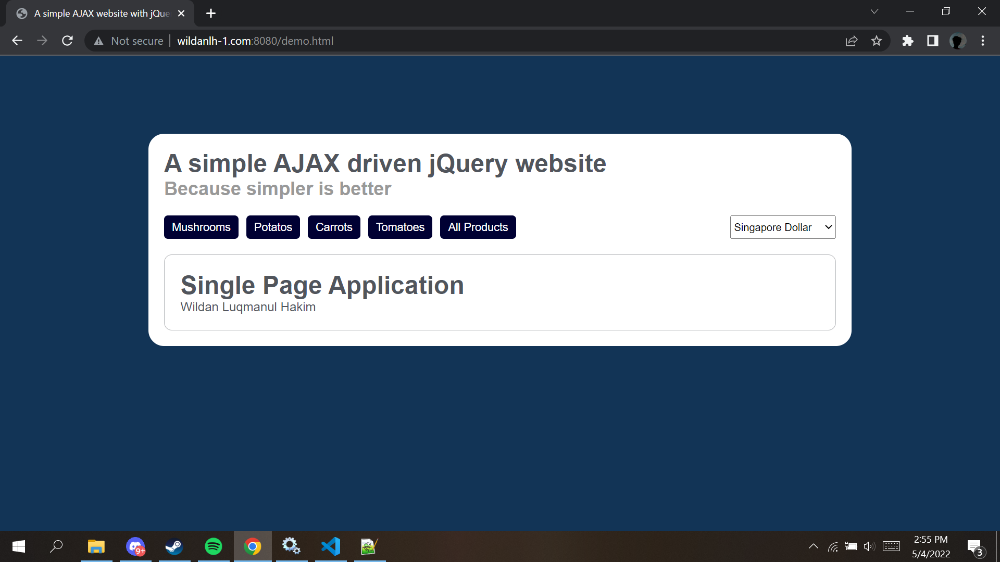 A simple AJAX website with jQue
Not secure
wildanlh-1.com:8080/demo.html
A simple AJAX driven jQuery website
Because simpler is better
Mushrooms Potatos Carrots Tomatoes All Products Singapore Dollar
Single Page Application
Wildan Luqmanul Hakim
9+
2:55 PM
5/4/2022
3